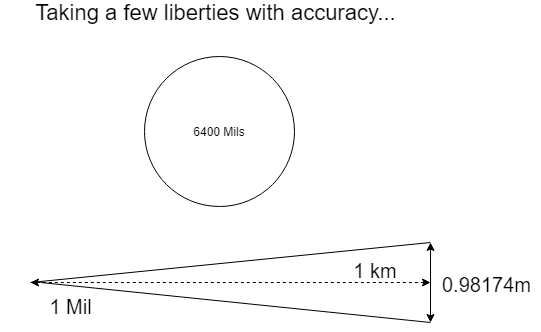 Taking a few liberties with accuracy...
6400 Mils
1 km
0.98174m
1 Mil